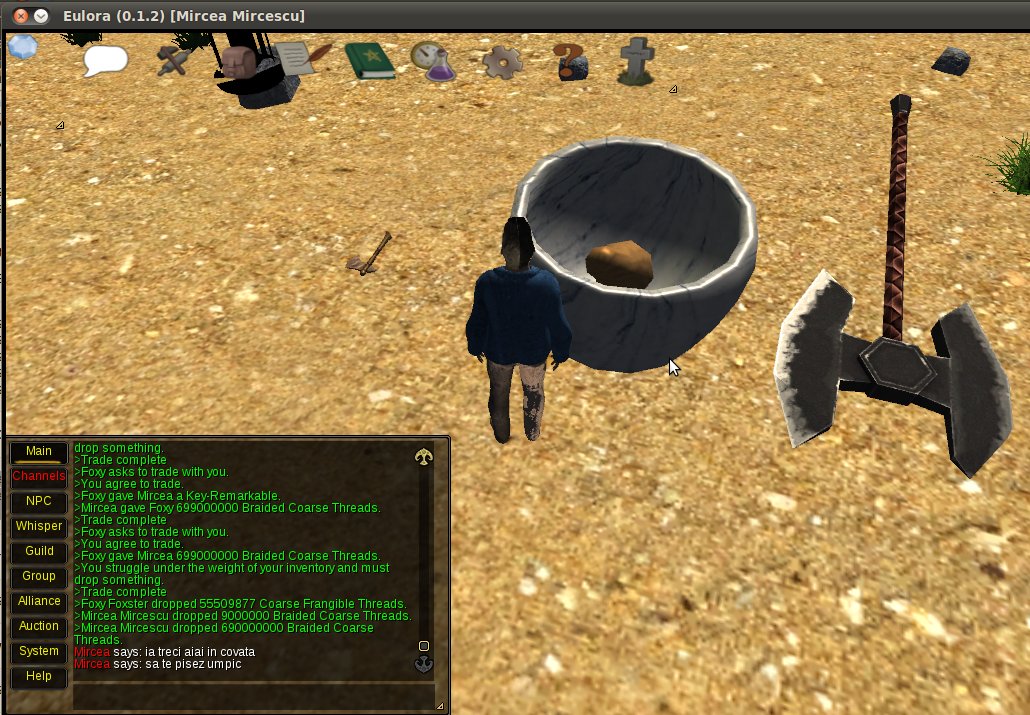 Eulora (0.1.2) [Mircea Mircescu]
Main
Channels
NPC
Whisper
Guild
Group
Alliance
Auction
System
Help
drop something.
>Trade complete
>Foxy asks to trade with you.
>You agree to trade.
>Foxy gave Mircea a Key-Remarkable.
>Mircea gave Foxy 699000000 Braided Coarse Threads.
>Trade complete
>Foxy asks to trade with you.
>You agree to trade.
>Foxy gave Mircea 699000000 Braided Coarse Threads.
>You struggle under the weight of your inventory and must
drop something.
>Trade complete
>Foxy Foxster dropped 55509877 Coarse Frangible Threads.
>Mircea Mircescu dropped 9000000 Braided Coarse Threads.
>Mircea Mircescu dropped 690000000 Braided Coarse
Threads.
Mircea says: ia treci aiai in covata
Mircea says: sa te pisez um pic